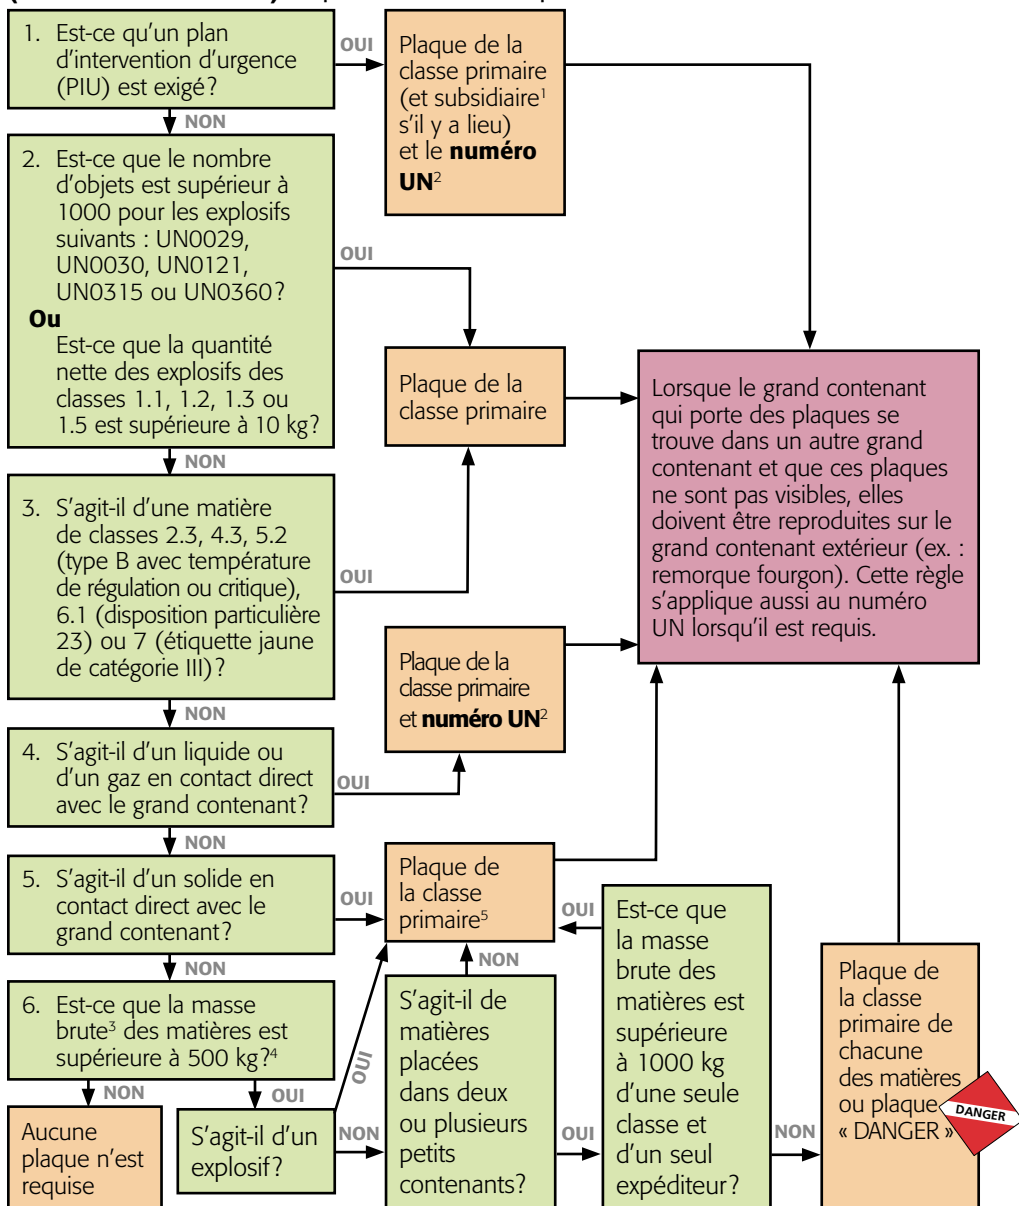 1. Est-ce qu'un plan
d'intervention d'urgence
(PIU) est exigé ?
OUI
Plaque de la
classe primaire
(et subsidiaire¹
s'il y a lieu)
et le numéro
UN²
NON
2. Est-ce que le nombre
d'objets est supérieur à
1000 pour les explosifs
suivants : UN0029,
UN0030, UN0121,
UN0315 ou UN0360 ?
Ou
Est-ce que la quantité
nette des explosifs des
classes 1.1, 1.2, 1.3 ou
1.5 est supérieure à 10 kg ?
OUI
Plaque de la
classe primaire
Lorsque le grand contenant
qui porte des plaques se
trouve dans un autre grand
contenant et que ces plaques
ne sont pas visibles, elles
doivent être reproduites sur le
grand contenant extérieur (ex. :
remorque fourgon). Cette règle
s'applique aussi au numéro
UN lorsqu'il est requis.
NON
3. S'agit-il d'une matière
de classes 2.3, 4.3, 5.2
(type B avec température
de régulation ou critique),
6.1 (disposition particulière
23) ou 7 (étiquette jaune
de catégorie III) ?
OUI
Plaque de la
classe primaire
et numéro UN²
NON
4. S'agit-il d'un liquide ou
d'un gaz en contact direct
avec le grand contenant ?
OUI
NON
5. S'agit-il d'un solide en
contact direct avec le
grand contenant ?
OUI
Plaque de
la classe
primaire⁵
NON
6. Est-ce que la masse
brute³ des matières est
supérieure à 500 kg ?⁴
NON
Aucune
plaque n'est
requise
OUI
S'agit-il d'un
explosif ?
OUI
NON
S'agit-il de
matières
placées
dans deux
ou plusieurs
petits
contenants ?
NON
OUI
Est-ce que
la masse
brute des
matières est
supérieure
à 1000 kg
d'une seule
classe et
d'un seul
expéditeur ?
OUI
NON
Plaque de
la classe
primaire de
chacune
des matières
ou plaque
« DANGER »
DANGER